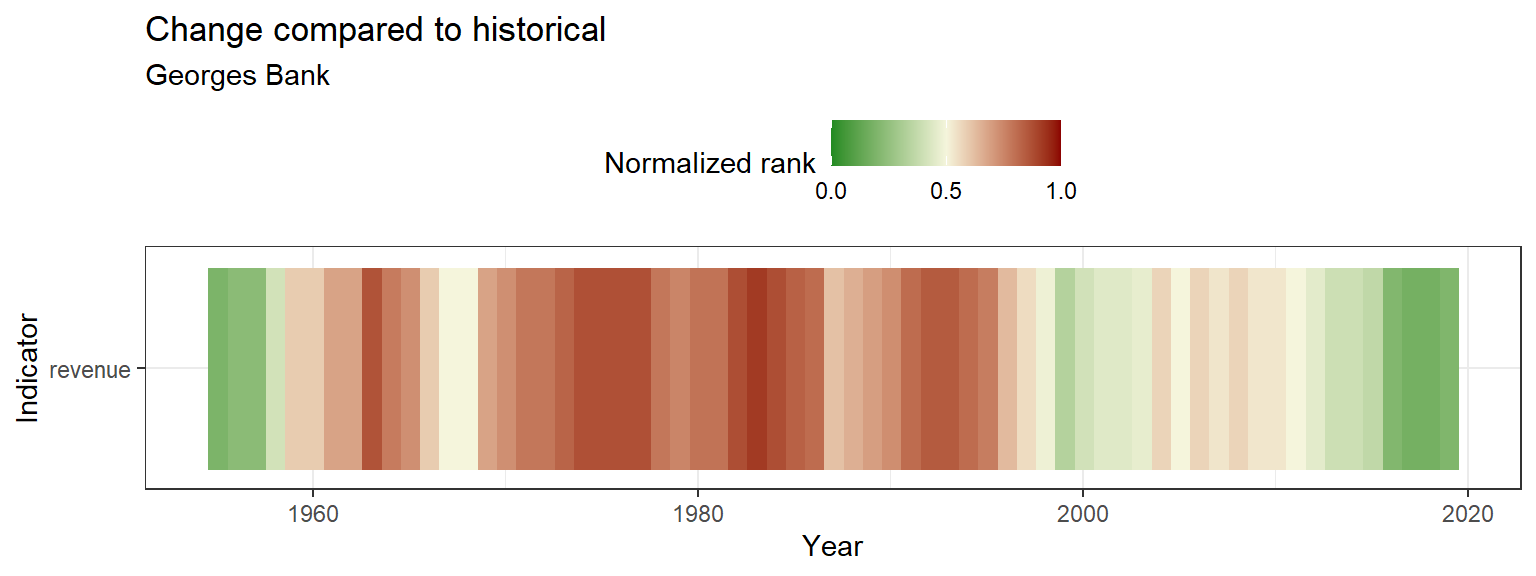 Change compared to historical
Georges Bank
Normalized rank
0.0 0.5 1.0
Indicator
revenue
1960 1980 2000 2020
Year